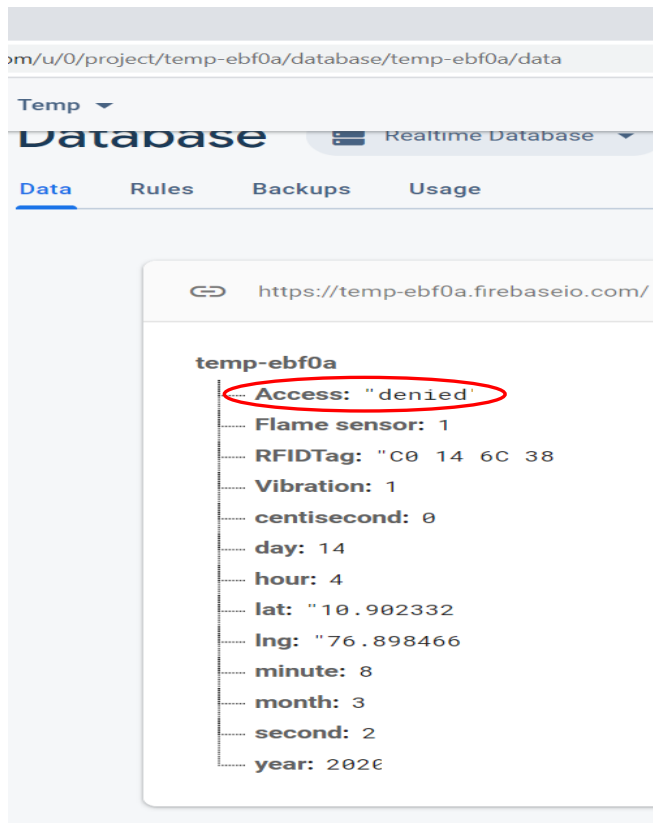 om/u/0/project/temp-ebf0a/database/temp-ebf0a/data
Temp
Database Realtime Database
Data Rules Backups Usage
https://temp-ebf0a.firebaseio.com/
temp-ebf0a
Access: "denied"
Flame sensor: 1
RFIDTag: "C0 14 6C 38
Vibration: 1
centisecond: 0
day: 14
hour: 4
lat: "10.902332
lng: "76.898466
minute: 8
month: 3
second: 2
year: